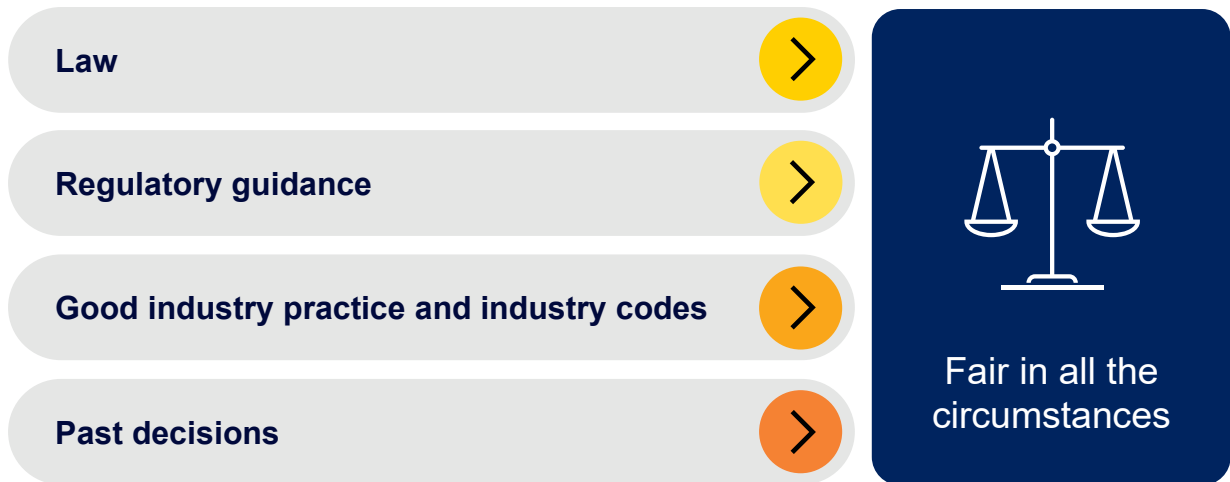 Law
Regulatory guidance
Good industry practice and industry codes
Past decisions
Fair in all the
circumstances